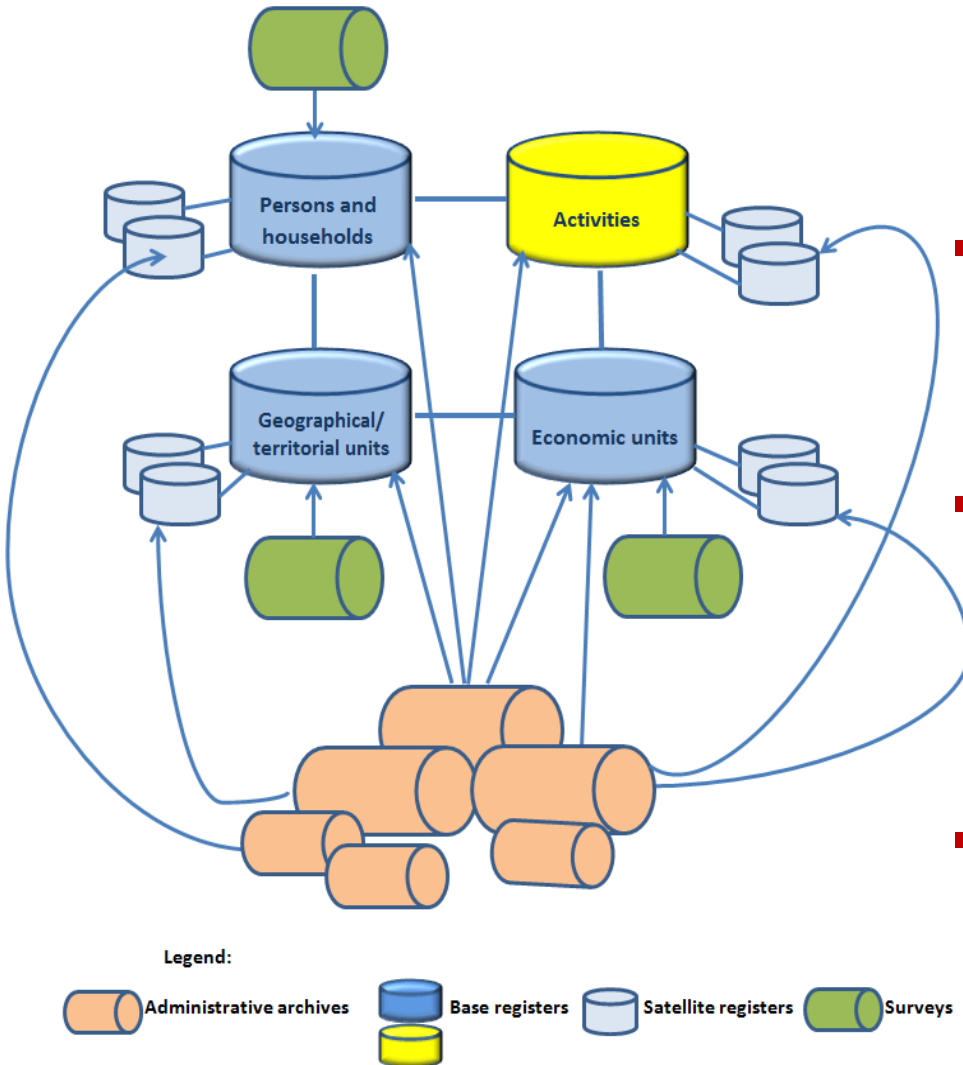 Persons and
households
Activities
Geographical/
territorial units
Economic units
Legend:
Administrative archives
Base registers
Satellite registers
Surveys